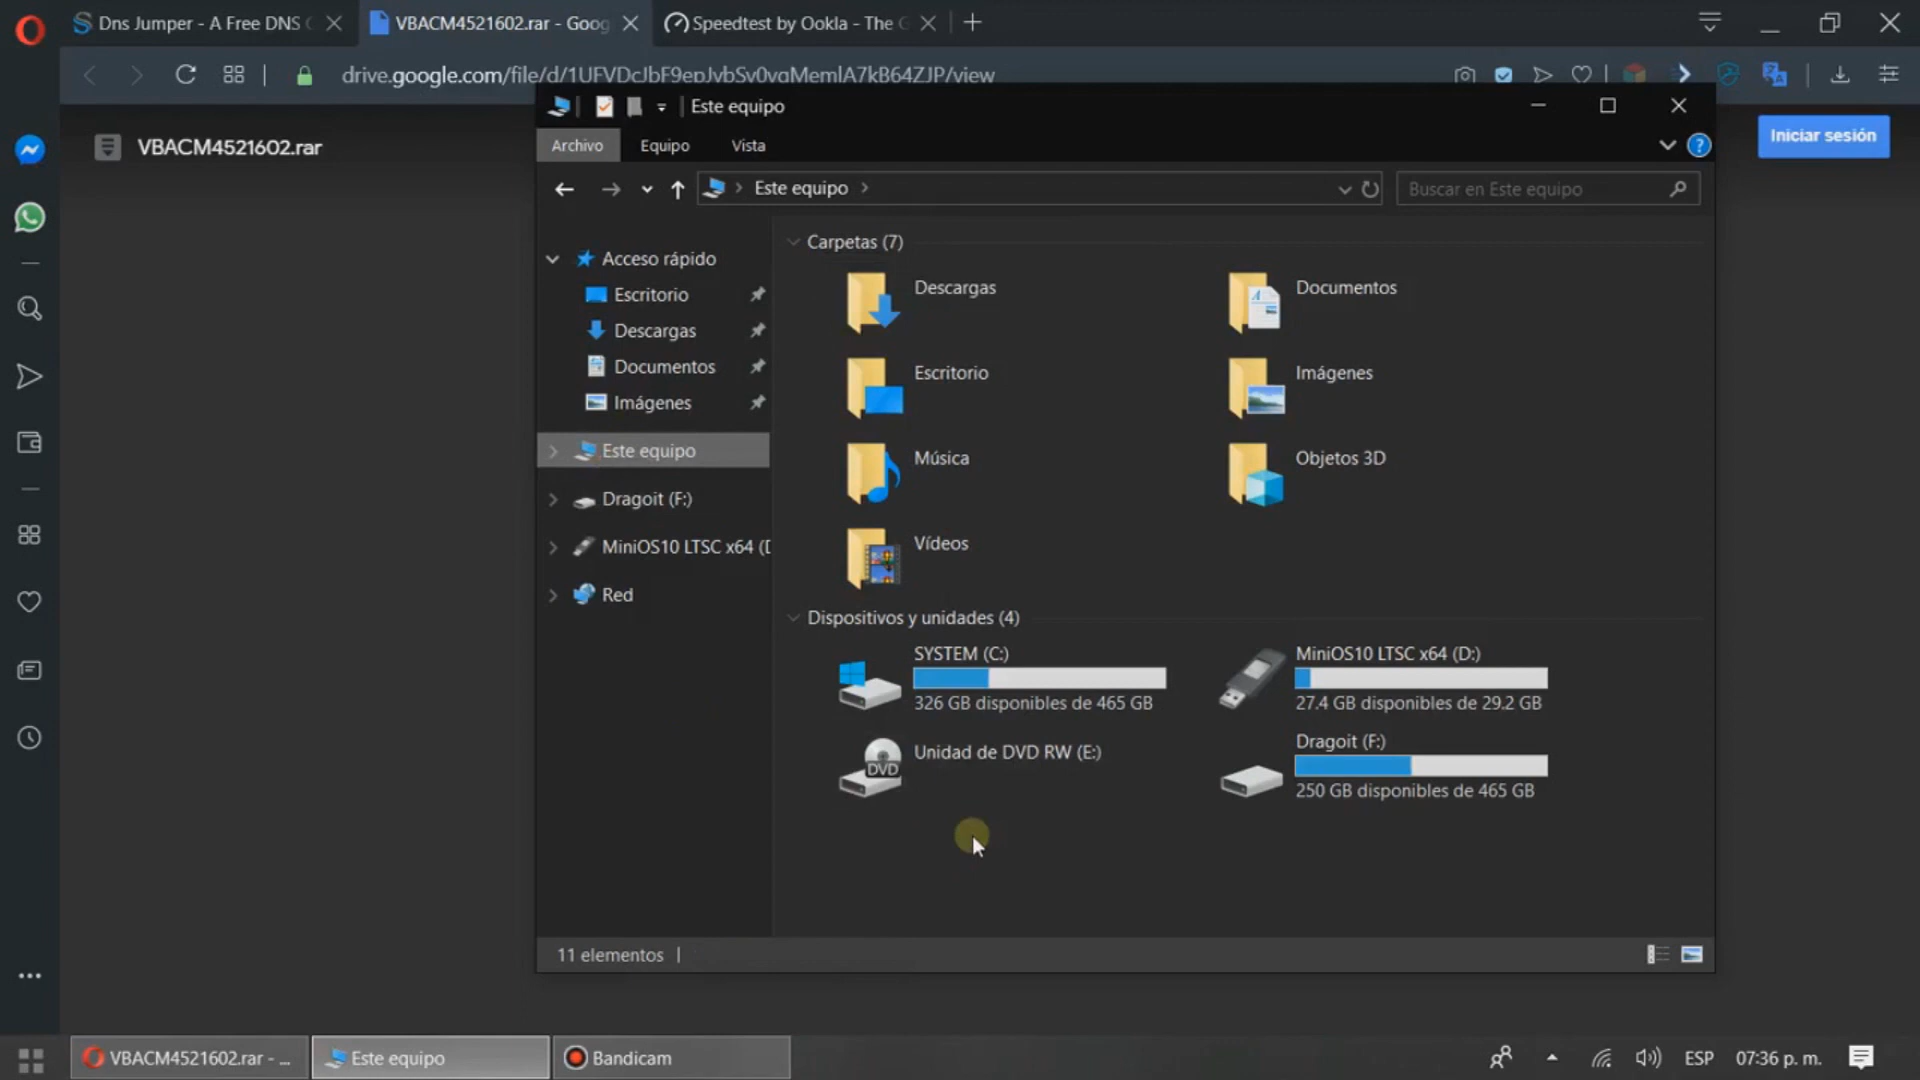 Dns Jumper - A Free DNS C
VBACM4521602.rar - Goog
Speedtest by Ookla - The G
drive.google.com/file/d/1UFVDcJbF9epJvbSv0vgMemlA7kB64ZJP/view
VBACM4521602.rar
Iniciar sesión
Este equipo
Archivo
Equipo
Vista
Este equipo
Buscar en Este equipo
Acceso rápido
Escritorio
Descargas
Documentos
Imágenes
Este equipo
Dragoit (F:)
MiniOS10 LTSC x64 (D
Red
Carpetas (7)
Descargas
Documentos
Escritorio
Imágenes
Música
Objetos 3D
Vídeos
Dispositivos y unidades (4)
SYSTEM (C:)
326 GB disponibles de 465 GB
MiniOS10 LTSC x64 (D:)
27.4 GB disponibles de 29.2 GB
Unidad de DVD RW (E:)
DVD
Dragoit (F:)
250 GB disponibles de 465 GB
11 elementos
VBACM4521602.rar - ...
Este equipo
Bandicam
ESP
07:36 p. m.